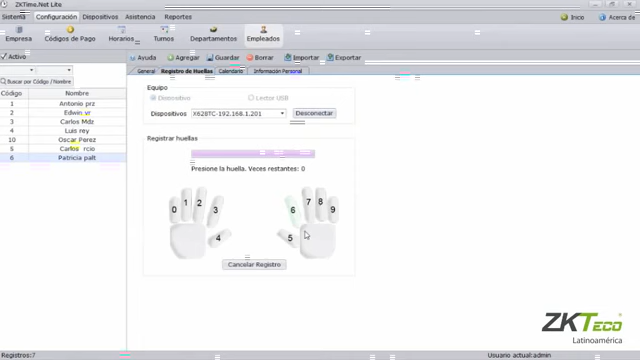 ZKTime.Net Lite
Sistema Configuración Dispositivos Asistencia Reportes
Empresa Códigos de Pago Horarios Turnos Departamentos Empleados Inicio Acerca de
Activo
Ayuda Agregar Guardar Borrar Importar Exportar
General Registro de Huellas Calendario Información Personal
Buscar por Código / Nombre
Código Nombre
1 Antonio prz
2 Edwin vr
3 Carlos Mdz
4 Luis rey
10 Oscar Perez
5 Carlos rcio
6 Patricia palt
Equipo
Dispositivo Lector USB
Dispositivos X628TC-192.168.1.201 Desconectar
Registrar huellas
Presione la huella. Veces restantes: 0
0 1 2 3 4 5 6 7 8 9
Cancelar Registro
ZKTeco
Latinoamérica
Registros:7 Usuario actual:admin